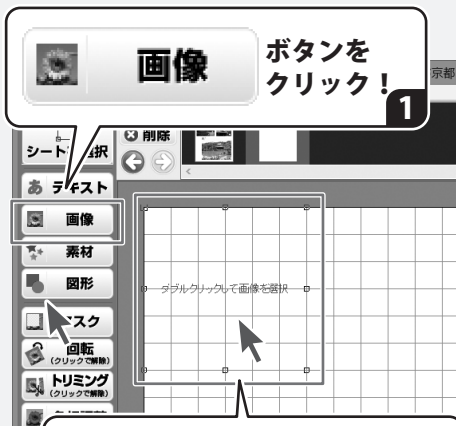 画像
ボタンを
クリック！
1
京都
削除
シート 選択
テキスト
画像
素材
図形
スク
回転
(クリックで解除)
トリミング
(クリックで解除)
ダブルクリックして画像を選択